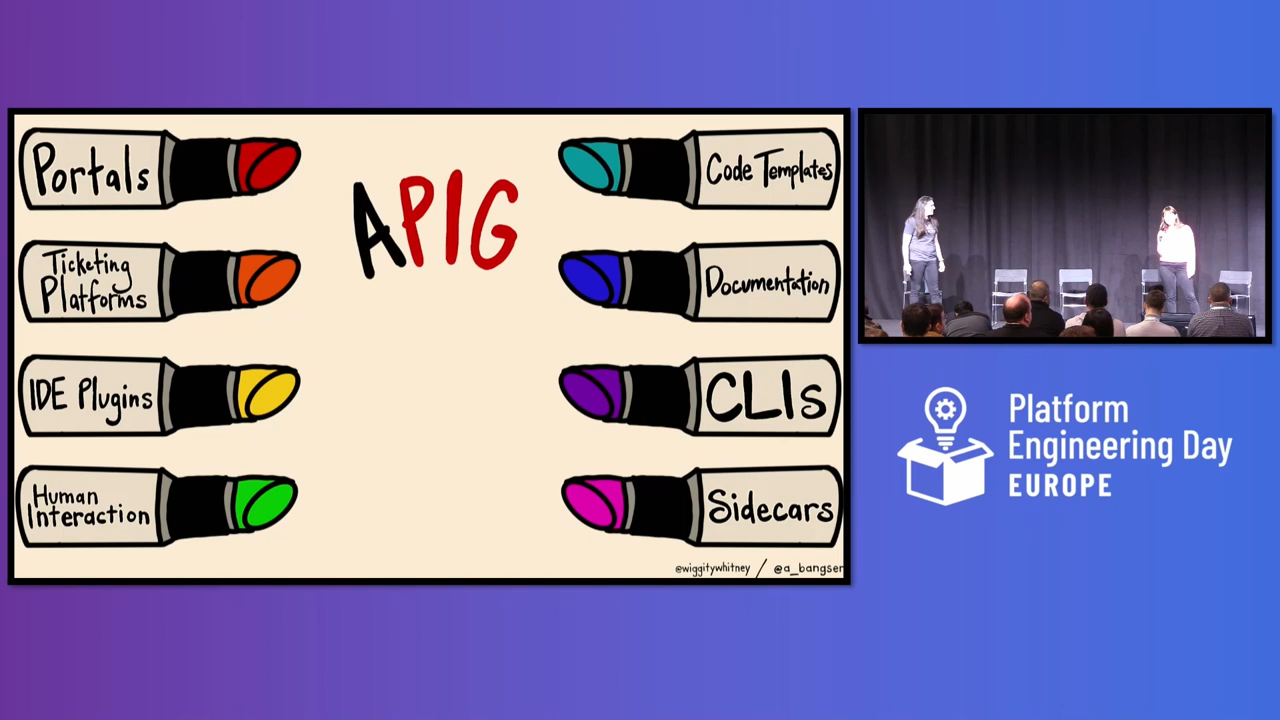 Portals
Ticketing
Platforms
IDE Plugins
Human
Interaction
APIG
Code Templates
Documentation
CLIs
Sidecars
@wiggitywhitney / @a_bangser
Platform
Engineering Day
EUROPE